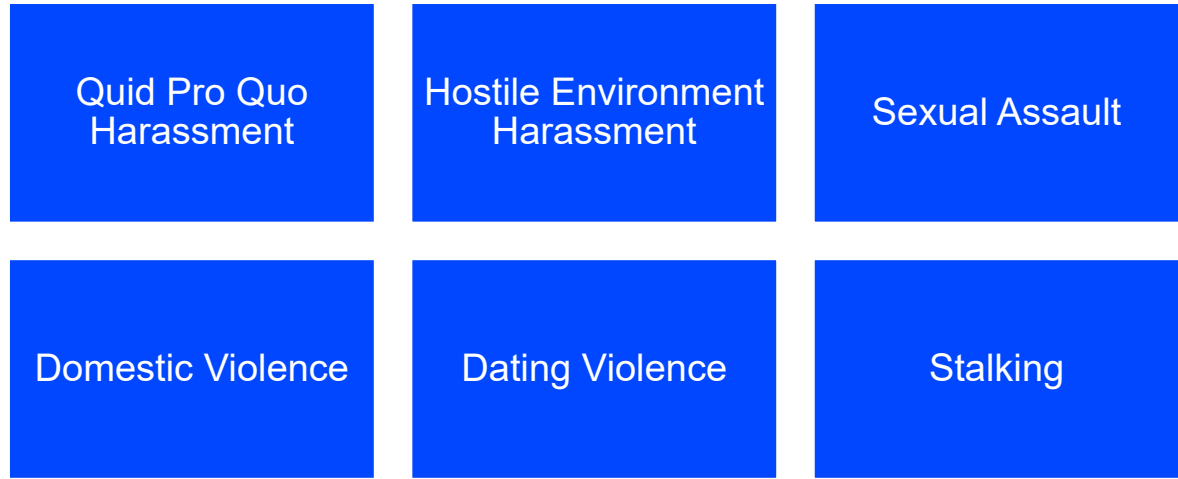 Quid Pro Quo
Harassment
Hostile Environment
Harassment
Sexual Assault
Domestic Violence
Dating Violence
Stalking